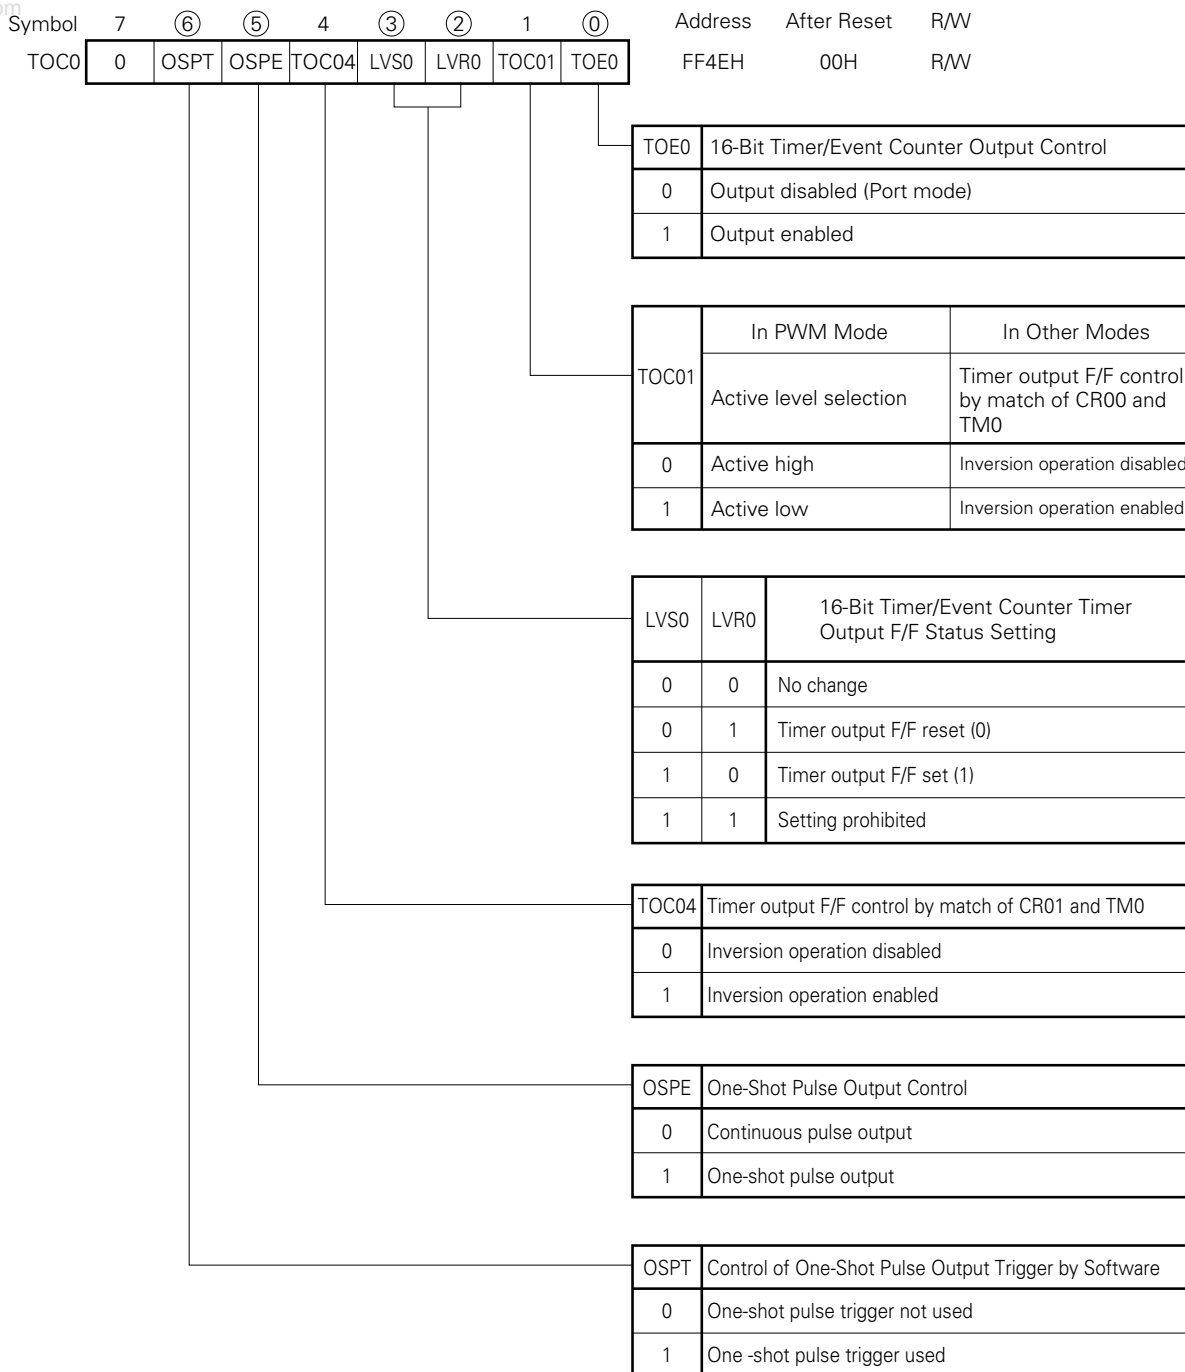 om
Symbol 7 ⑥ ⑤ 4 ③ ② 1 ⓪ Address After Reset R/W
TOC0 0 OSPT OSPE TOC04 LVS0 LVR0 TOC01 TOE0 FF4EH 00H R/W
TOE0 16-Bit Timer/Event Counter Output Control
0 Output disabled (Port mode)
1 Output enabled
TOC01 In PWM Mode In Other Modes
Active level selection Timer output F/F control
by match of CR00 and
TM0
0 Active high Inversion operation disabled
1 Active low Inversion operation enabled
LVS0 LVR0 16-Bit Timer/Event Counter Timer
Output F/F Status Setting
0 0 No change
0 1 Timer output F/F reset (0)
1 0 Timer output F/F set (1)
1 1 Setting prohibited
TOC04 Timer output F/F control by match of CR01 and TM0
0 Inversion operation disabled
1 Inversion operation enabled
OSPE One-Shot Pulse Output Control
0 Continuous pulse output
1 One-shot pulse output
OSPT Control of One-Shot Pulse Output Trigger by Software
0 One-shot pulse trigger not used
1 One -shot pulse trigger used